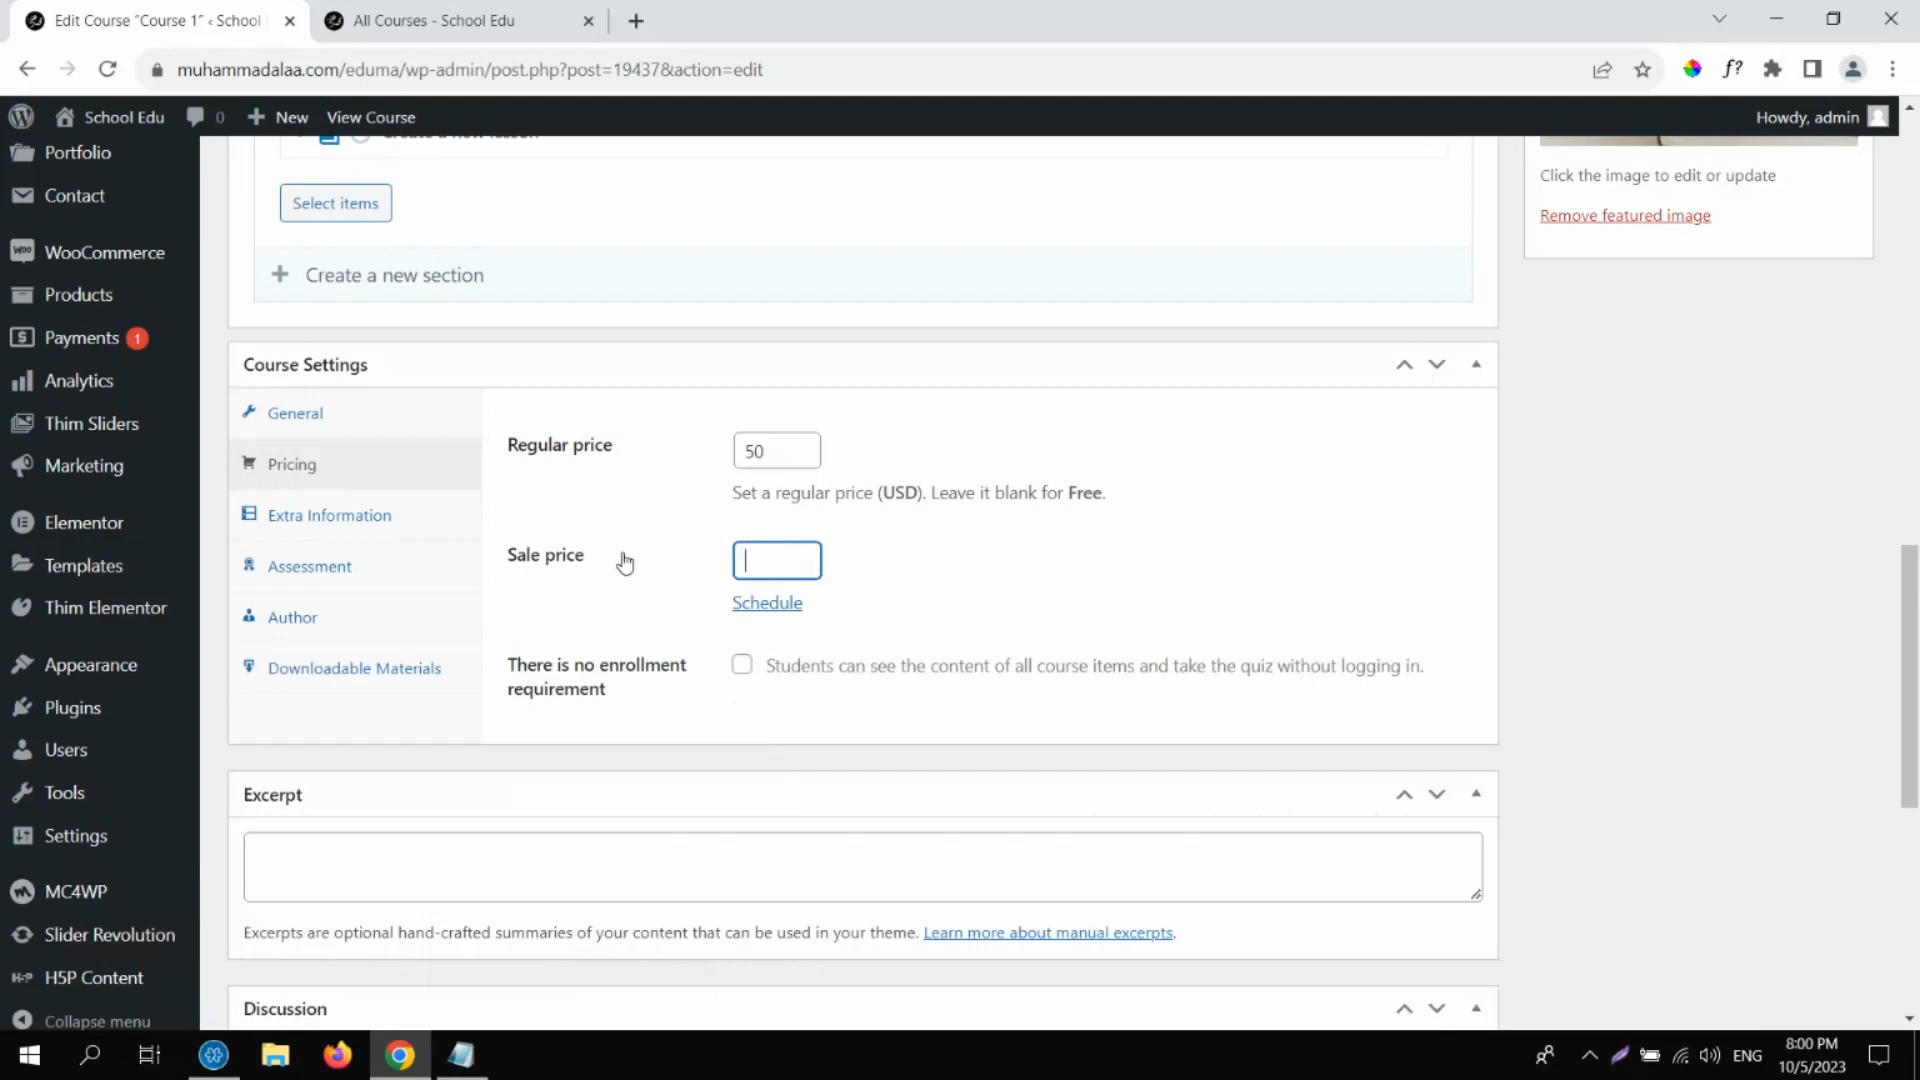 Edit Course "Course 1" ‹ School
All Courses - School Edu
muhammadalaa.com/eduma/wp-admin/post.php?post=19437&action=edit
f?
School Edu
0
New
View Course
Howdy, admin
Portfolio
Contact
WooCommerce
Products
Payments 1
Analytics
Thim Sliders
Marketing
Elementor
Templates
Thim Elementor
Appearance
Plugins
Users
Tools
Settings
MC4WP
Slider Revolution
H5P Content
Collapse menu
Create a new lesson
Select items
Create a new section
Click the image to edit or update
Remove featured image
Course Settings
General
Pricing
Extra Information
Assessment
Author
Downloadable Materials
Regular price
50
Set a regular price (USD). Leave it blank for Free.
Sale price
Schedule
There is no enrollment
requirement
Students can see the content of all course items and take the quiz without logging in.
Excerpt
Excerpts are optional hand-crafted summaries of your content that can be used in your theme. Learn more about manual excerpts.
Discussion
ENG
8:00 PM
10/5/2023